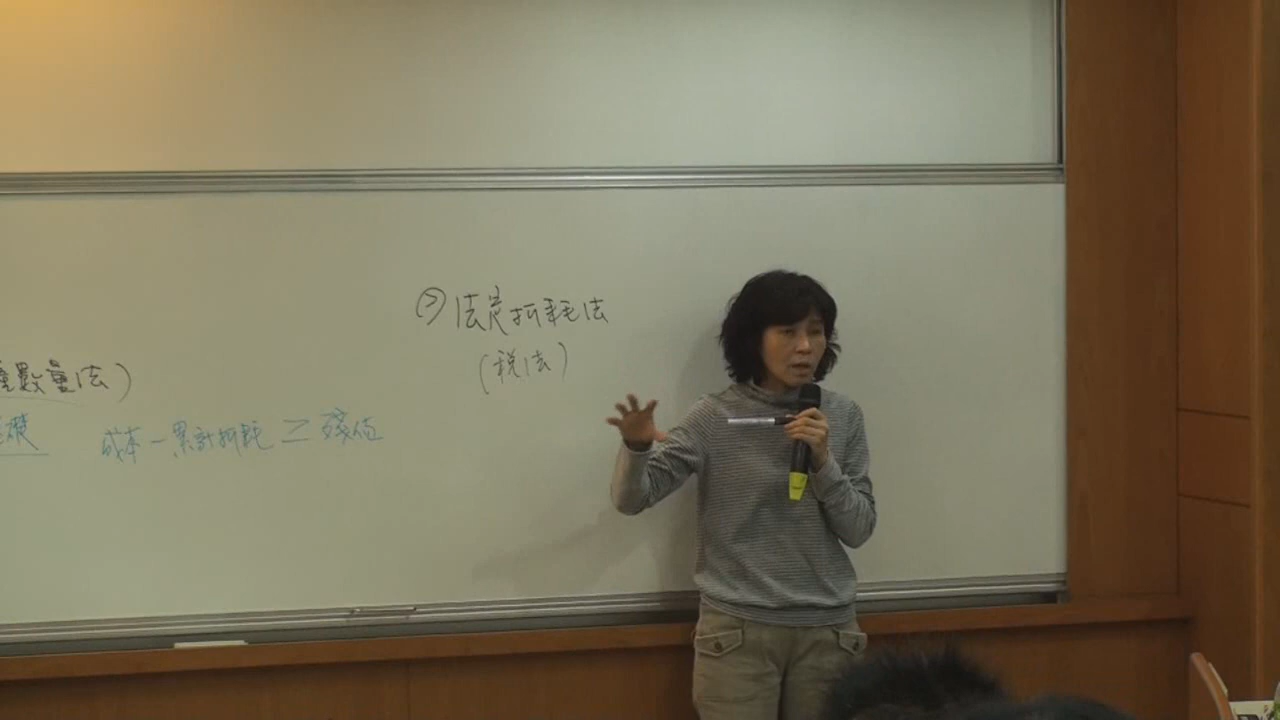 ②法定折耗法
(稅法)
數量法)
礎 成本－累計折耗 ≥ 殘值